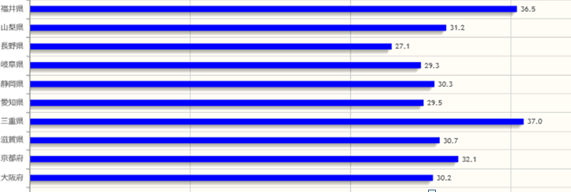 福井県 36.5
山梨県 31.2
長野県 27.1
岐阜県 29.3
静岡県 30.3
愛知県 29.5
三重県 37.0
滋賀県 30.7
京都府 32.1
大阪府 30.2